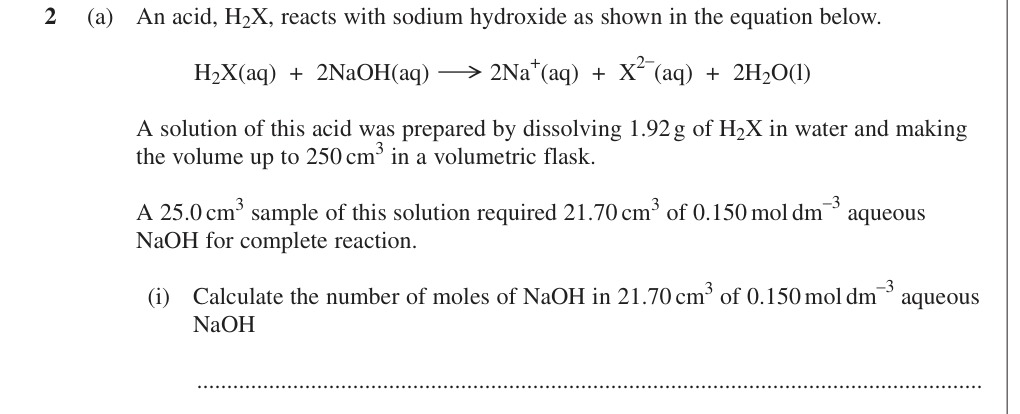 2 (a) An acid, H₂X, reacts with sodium hydroxide as shown in the equation below.
H₂X(aq) + 2NaOH(aq) ⟶ 2Na⁺(aq) + X²⁻(aq) + 2H₂O(l)
A solution of this acid was prepared by dissolving 1.92 g of H₂X in water and making
the volume up to 250 cm³ in a volumetric flask.
A 25.0 cm³ sample of this solution required 21.70 cm³ of 0.150 mol dm⁻³ aqueous
NaOH for complete reaction.
(i) Calculate the number of moles of NaOH in 21.70 cm³ of 0.150 mol dm⁻³ aqueous
NaOH